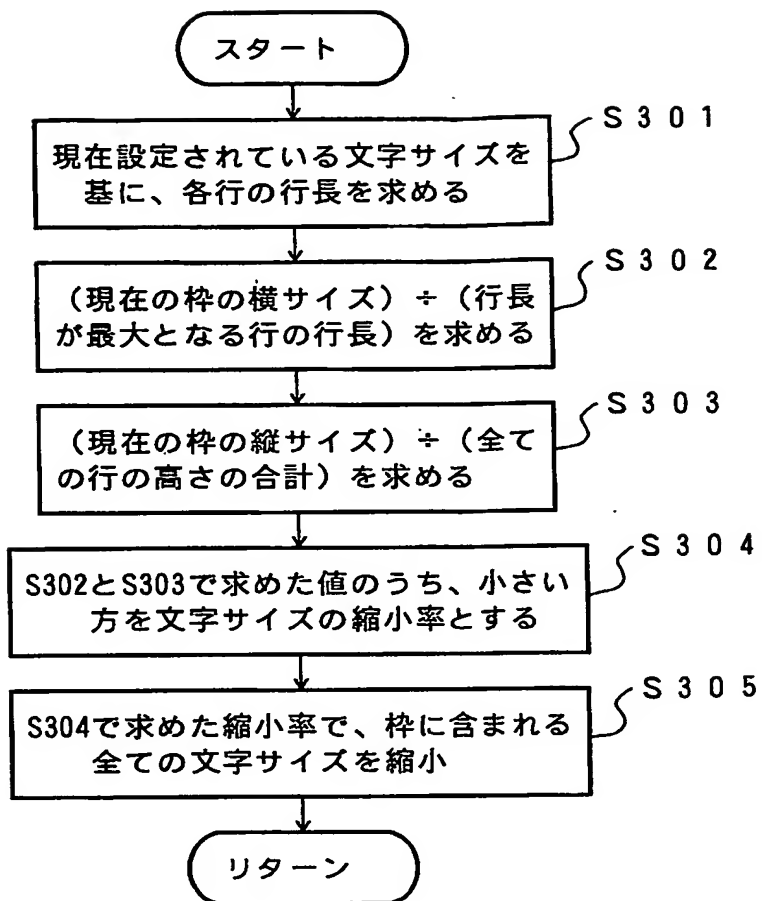 スタート
S301
現在設定されている文字サイズを
基に、各行の行長を求める
S302
(現在の枠の横サイズ)÷(行長
が最大となる行の行長)を求める
S303
(現在の枠の縦サイズ)÷(全て
の行の高さの合計)を求める
S304
S302とS303で求めた値のうち、小さい
方を文字サイズの縮小率とする
S305
S304で求めた縮小率で、枠に含まれる
全ての文字サイズを縮小
リターン